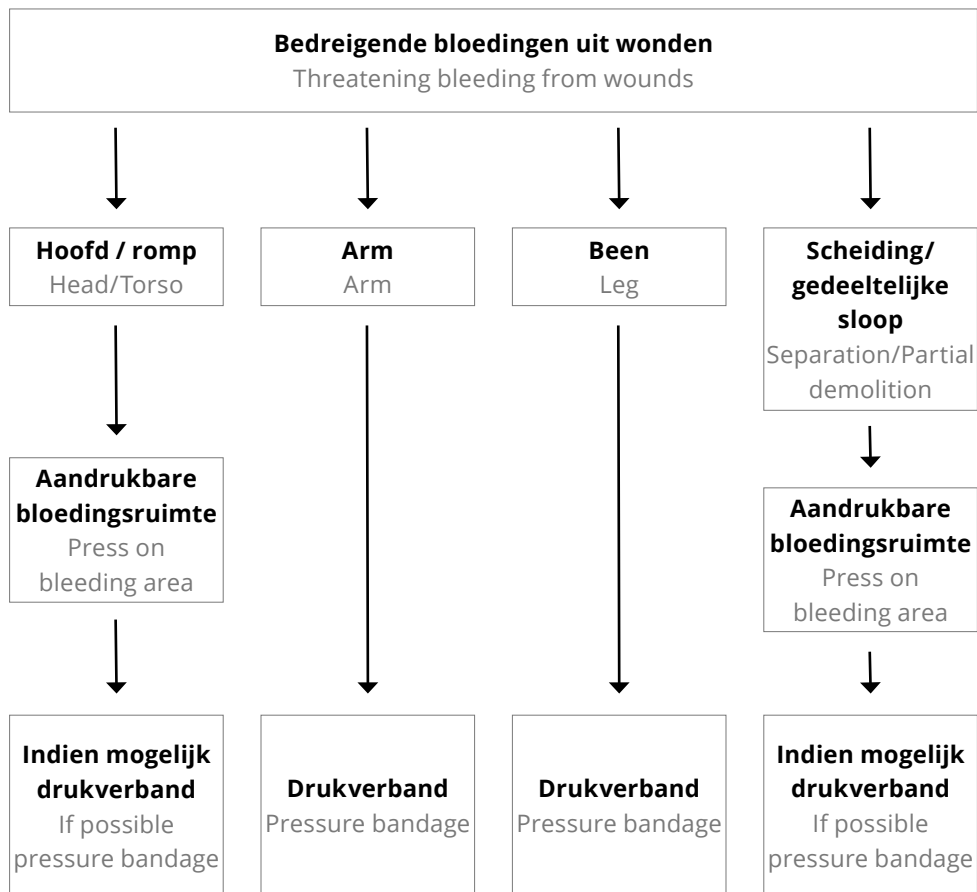 Bedreigende bloedingen uit wonden
Threatening bleeding from wounds
Hoofd / romp
Head/Torso
Arm
Arm
Been
Leg
Scheiding/
gedeeltelijke
sloop
Separation/Partial
demolition
Aandrukbare
bloedingsruimte
Press on
bleeding area
Aandrukbare
bloedingsruimte
Press on
bleeding area
Indien mogelijk
drukverband
If possible
pressure bandage
Drukverband
Pressure bandage
Drukverband
Pressure bandage
Indien mogelijk
drukverband
If possible
pressure bandage